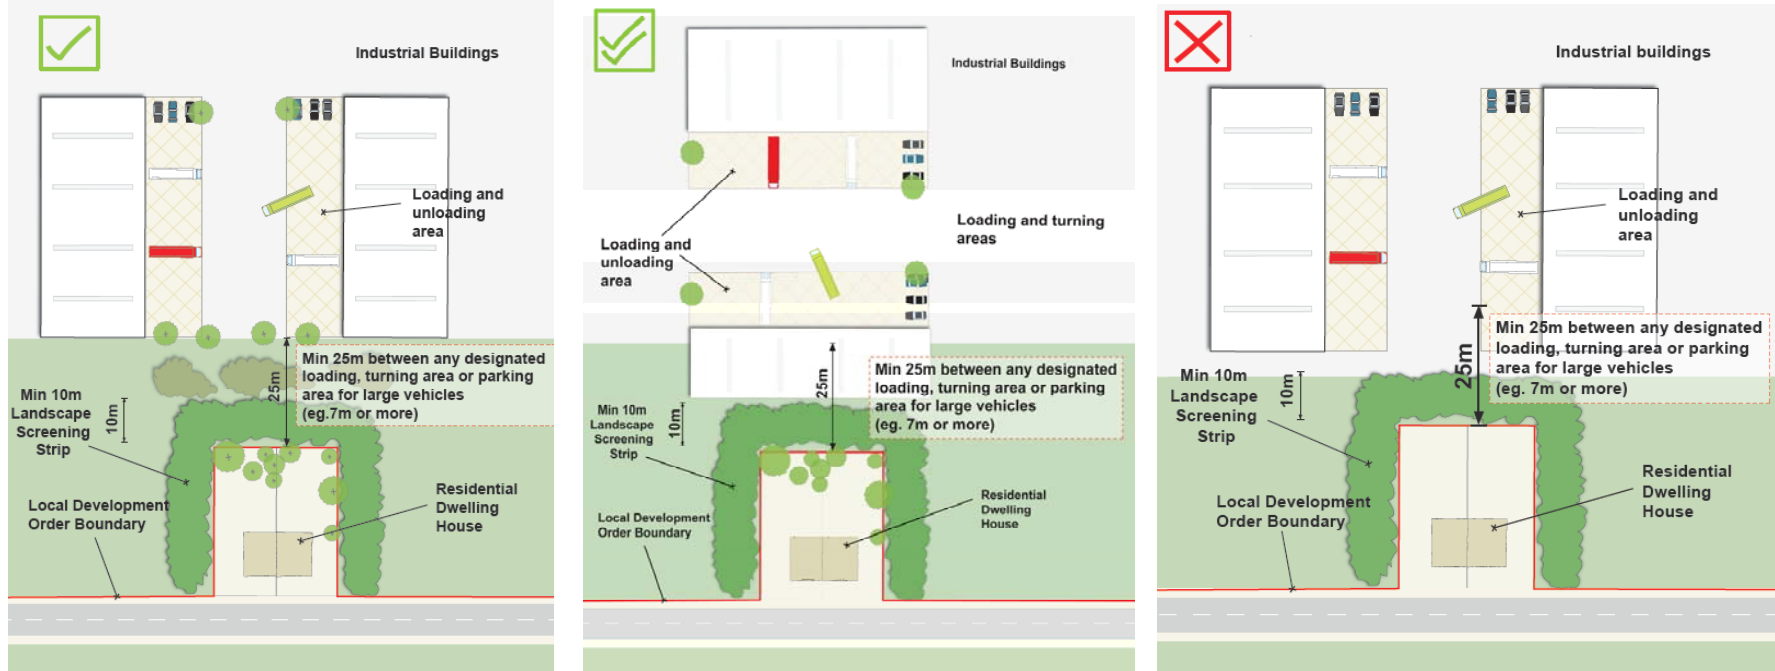 Industrial Buildings
Loading and
unloading
area
Min 25m between any designated
loading, turning area or parking
area for large vehicles
(eg.7m or more)
25m
Min 10m
Landscape
Screening
Strip
10m
Local Development
Order Boundary
Residential
Dwelling
House
Industrial Buildings
Loading and turning
areas
Loading and
unloading
area
Min 25m between any designated
loading, turning area or parking
area for large vehicles
(eg. 7m or more)
25m
Min 10m
Landscape
Screening
Strip
10m
Local Development
Order Boundary
Residential
Dwelling
House
Industrial buildings
Loading and
unloading
area
Min 25m between any designated
loading, turning area or parking
area for large vehicles
(eg. 7m or more)
25m
Min 10m
Landscape
Screening
Strip
10m
Local Development
Order Boundary
Residential
Dwelling
House